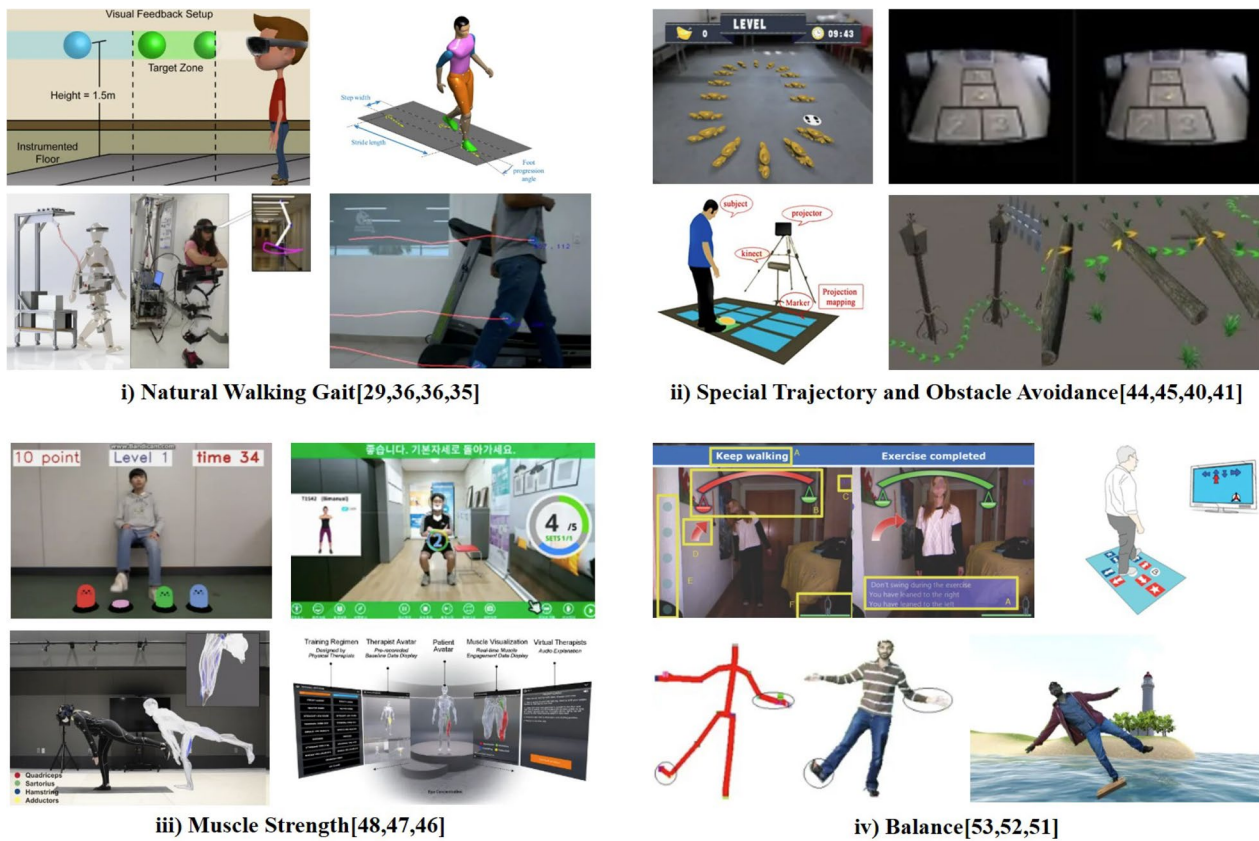 Visual Feedback Setup
Target Zone
Height = 1.5m
Instrumented
Floor
Step width
Stride length
Foot
progression
angle
i) Natural Walking Gait[29,36,36,35]
LEVEL
0
09:43
2 3
subject
projector
kinect
Marker
Projection
mapping
ii) Special Trajectory and Obstacle Avoidance[44,45,40,41]
10 point
Level 1
time 34
좋습니다. 기본자세로 돌아가세요.
4 /5
SETS 1/1
2
Quadriceps
Sartorius
Hamstring
Adductors
Training Regimen
Designed by
Physical Therapists
Therapist Avatar
Pre-recorded
Baseline Data Display
Patient
Avatar
Muscle Visualization
Real-time Muscle
Engagement Data Display
Virtual Therapists
Audio Explanation
iii) Muscle Strength[48,47,46]
Keep walking
A
Exercise completed
B
C
D
E
F
Don't swing during the exercise
You have leaned to the right
You have leaned to the left
A
iv) Balance[53,52,51]